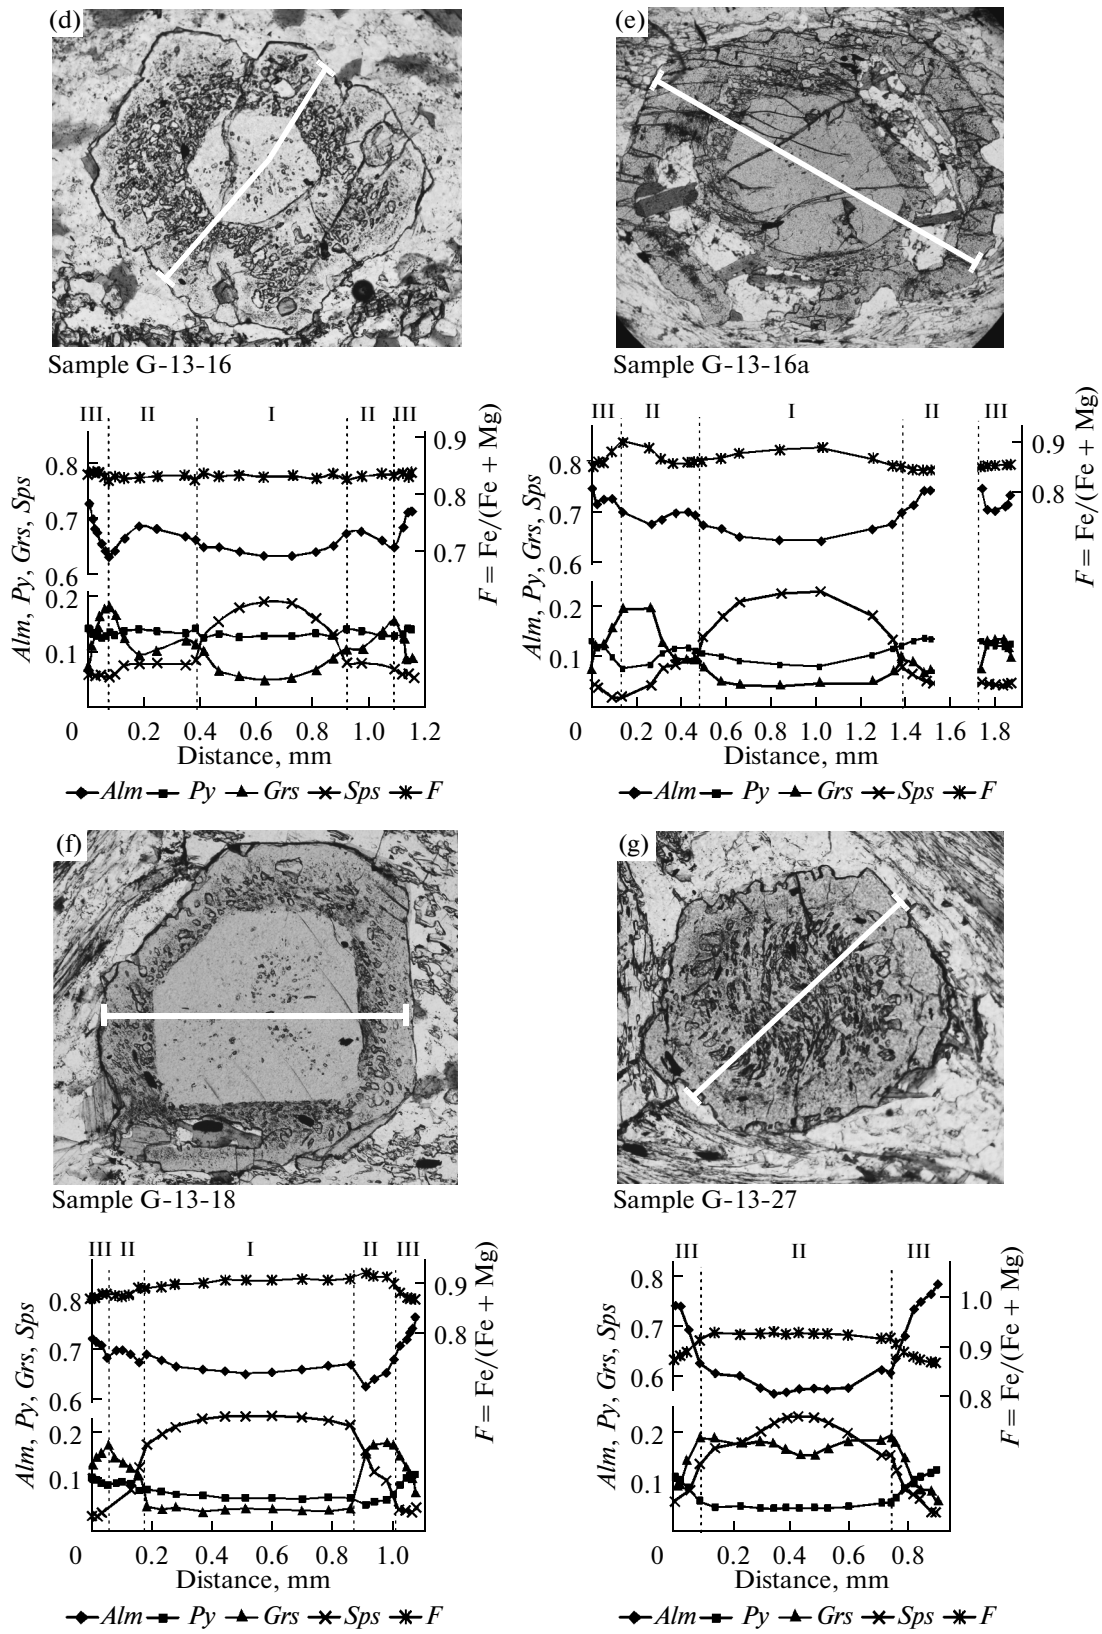 (d)
Sample G-13-16
III II I II III
0.9
0.8
0.7
0.8
0.7
0.6
0.2
0.1
Alm, Py, Grs, Sps
F = Fe/(Fe + Mg)
0 0.2 0.4 0.6 0.8 1.0 1.2
Distance, mm
Alm Py Grs Sps F
(e)
Sample G-13-16a
III II I II III
0.9
0.8
0.8
0.7
0.6
0.2
0.1
Alm, Py, Grs, Sps
F = Fe/(Fe + Mg)
0 0.2 0.4 0.6 0.8 1.0 1.2 1.4 1.6 1.8
Distance, mm
Alm Py Grs Sps F
(f)
Sample G-13-18
III II I II III
0.9
0.8
0.8
0.7
0.6
0.2
0.1
Alm, Py, Grs, Sps
F = Fe/(Fe + Mg)
0 0.2 0.4 0.6 0.8 1.0
Distance, mm
Alm Py Grs Sps F
(g)
Sample G-13-27
III II III
0.8
0.7
0.6
0.2
0.1
1.0
0.9
0.8
Alm, Py, Grs, Sps
F = Fe/(Fe + Mg)
0 0.2 0.4 0.6 0.8
Distance, mm
Alm Py Grs Sps F